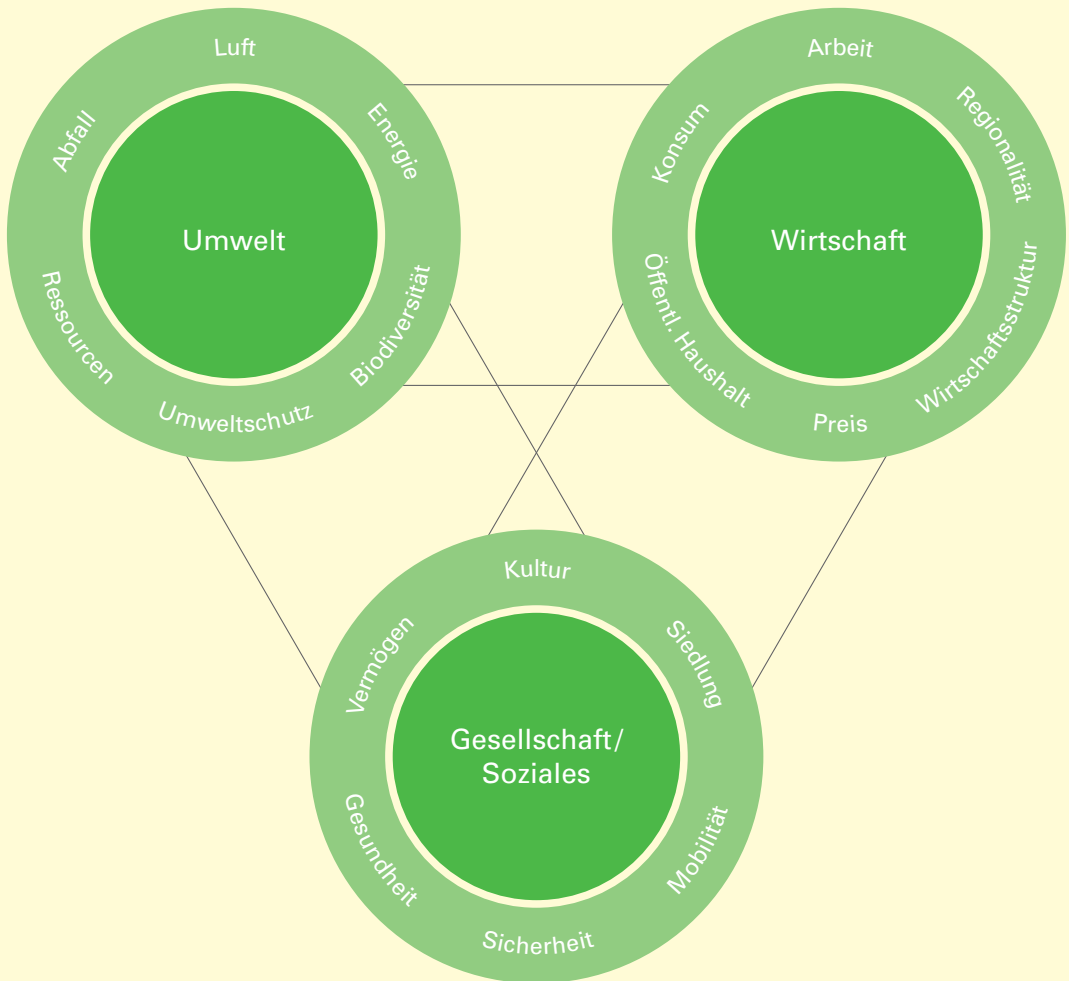 Luft
Energie
Biodiversität
Umweltschutz
Ressourcen
Abfall
Umwelt
Arbeit
Regionalität
Wirtschaftsstruktur
Preis
Öffentl. Haushalt
Konsum
Wirtschaft
Kultur
Siedlung
Mobilität
Sicherheit
Gesundheit
Vermögen
Gesellschaft/
Soziales